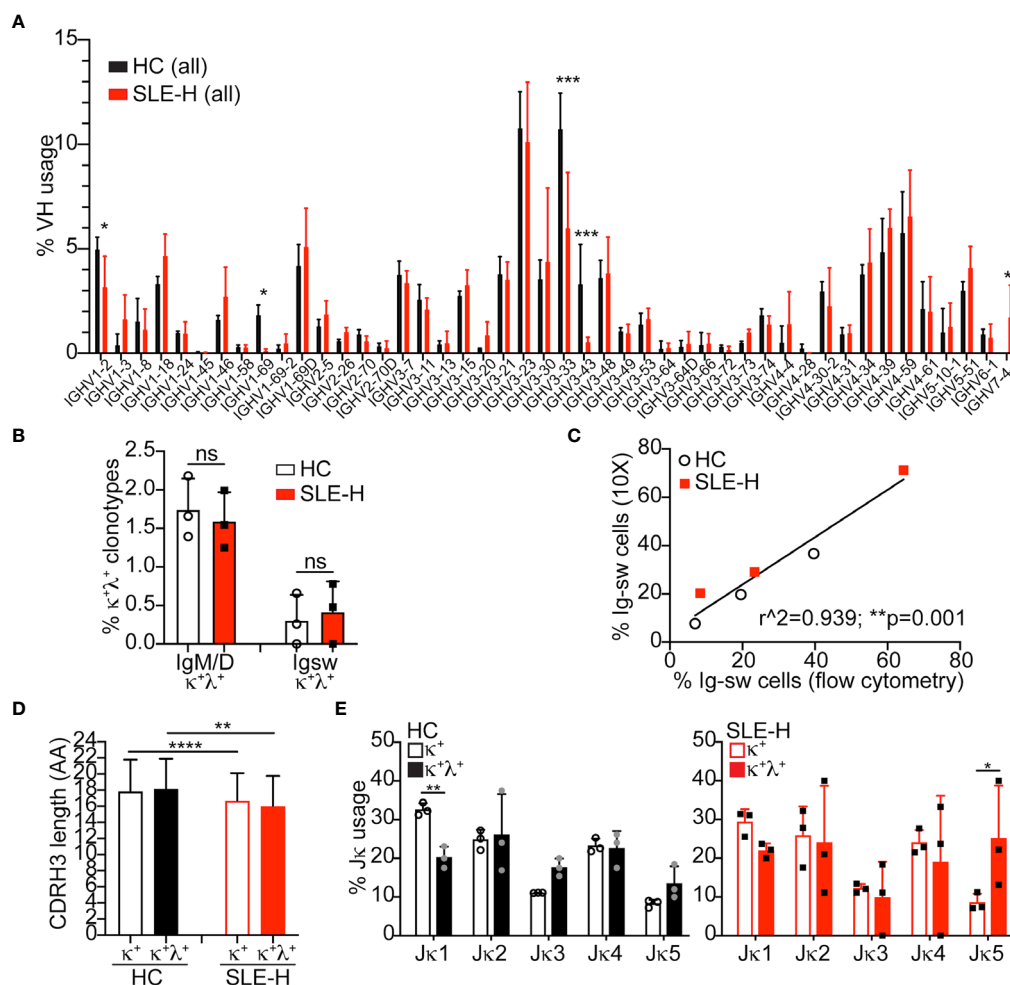 A
15
10
5
0
% VH usage
HC (all)
SLE-H (all)
*
*
***
***
*
IGHV1-2
IGHV1-3
IGHV1-8
IGHV1-18
IGHV1-24
IGHV1-45
IGHV1-46
IGHV1-58
IGHV1-69
IGHV1-69-2
IGHV1-69D
IGHV2-5
IGHV2-26
IGHV2-70
IGHV2-70D
IGHV3-7
IGHV3-11
IGHV3-13
IGHV3-15
IGHV3-20
IGHV3-21
IGHV3-23
IGHV3-30
IGHV3-33
IGHV3-43
IGHV3-48
IGHV3-49
IGHV3-53
IGHV3-64
IGHV3-64D
IGHV3-66
IGHV3-72
IGHV3-73
IGHV3-74
IGHV4-4
IGHV4-28
IGHV4-30-2
IGHV4-31
IGHV4-34
IGHV4-39
IGHV4-59
IGHV4-61
IGHV5-10-1
IGHV5-51
IGHV6-1
IGHV7-4
B
2.5
2.0
1.5
1.0
0.5
0.0
% κ+λ+ clonotypes
ns
ns
HC
SLE-H
IgM/D Igsw
κ+λ+ κ+λ+
C
80
60
40
20
0
% Ig-sw cells (10X)
HC
SLE-H
r^2=0.939; **p=0.001
0 20 40 60 80
% Ig-sw cells (flow cytometry)
D
24
22
20
18
16
14
12
10
8
6
4
2
0
CDRH3 length (AA)
**
****
κ+ κ+λ+ κ+ κ+λ+
HC SLE-H
E
HC
κ+
κ+λ+
50
40
30
20
10
0
% Jκ usage
**
Jκ1 Jκ2 Jκ3 Jκ4 Jκ5
SLE-H
κ+
κ+λ+
50
40
30
20
10
0
*
Jκ1 Jκ2 Jκ3 Jκ4 Jκ5